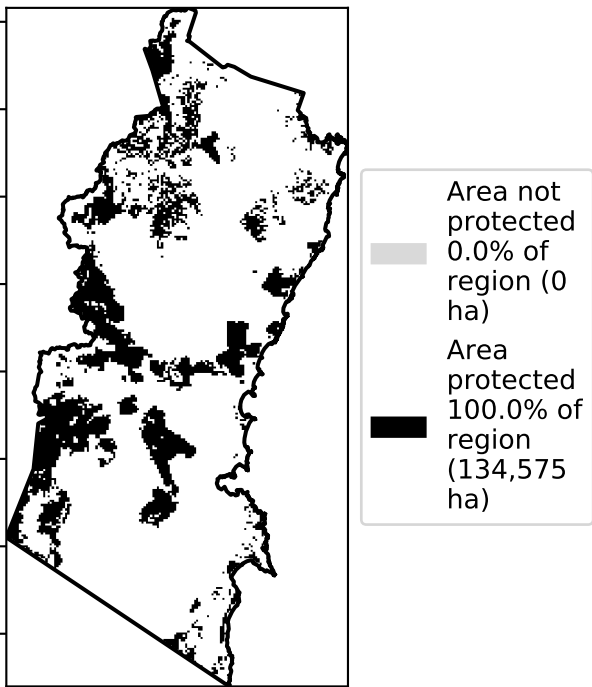 Area not
protected
0.0% of
region (0
ha)
Area
protected
100.0% of
region
(134,575
ha)